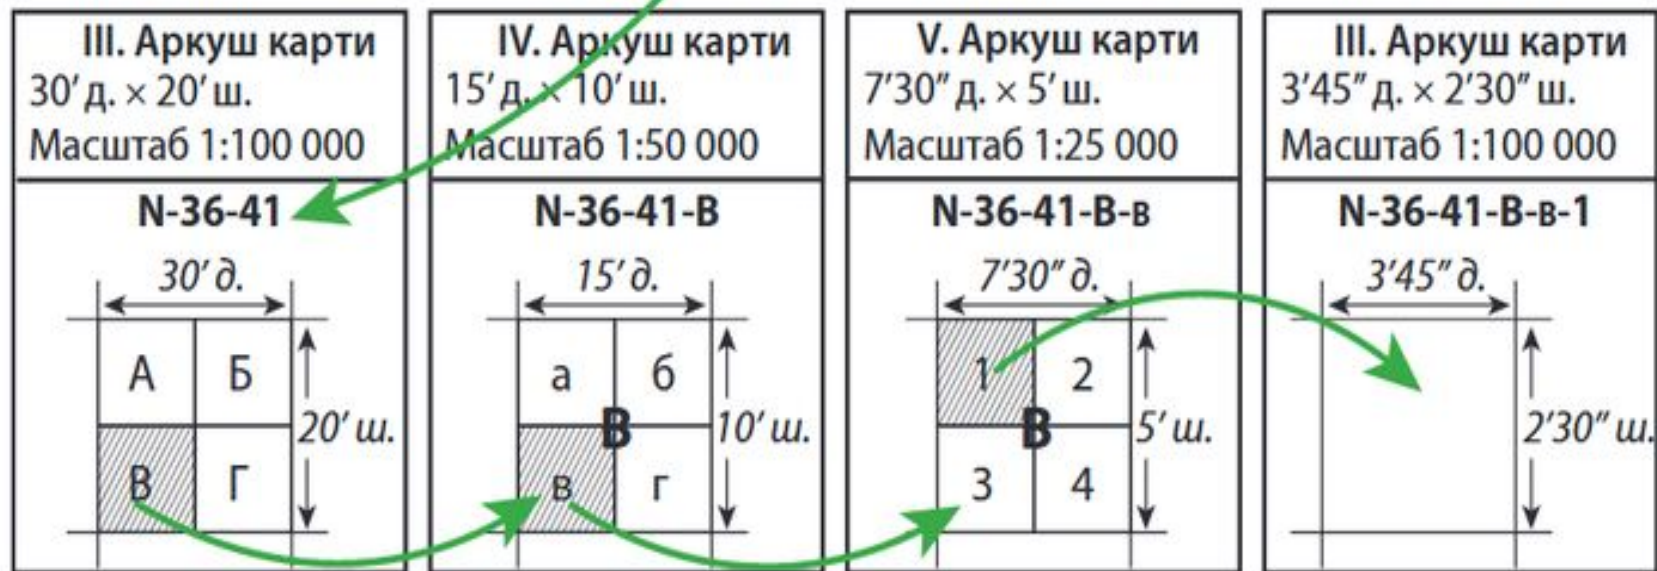 III. Аркуш карти
30′ д. × 20′ ш.
Масштаб 1:100 000
N-36-41
30′ д.
А Б
20′ ш.
В Г
IV. Аркуш карти
15′ д. × 10′ ш.
Масштаб 1:50 000
N-36-41-В
15′ д.
а б
В 10′ ш.
в г
V. Аркуш карти
7′30″ д. × 5′ ш.
Масштаб 1:25 000
N-36-41-В-в
7′30″ д.
1 2
В 5′ ш.
3 4
III. Аркуш карти
3′45″ д. × 2′30″ ш.
Масштаб 1:100 000
N-36-41-В-в-1
3′45″ д.
2′30″ ш.